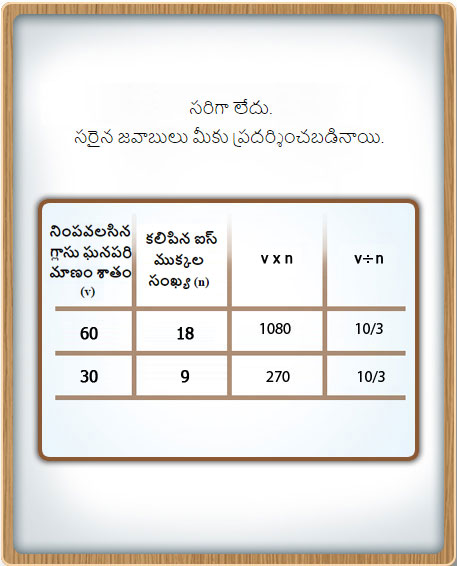 సరిగా లేదు.
సరైన జవాబులు మీకు ప్రదర్శించబడినాయి.
నింపవలసిన
గ్లాసు ఘనపరి
మాణం శాతం
(v)
కలిపిన ఐస్
ముక్కల
సంఖ్య (n)
v x n
v÷n
60 18 1080 10/3
30 9 270 10/3